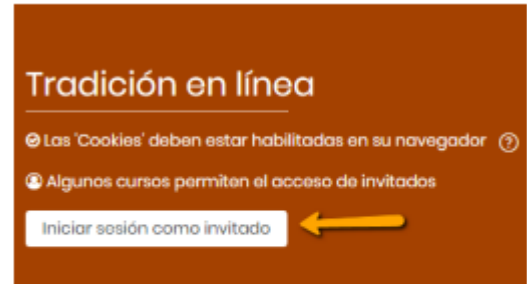 Tradición en línea
Las 'Cookies' deben estar habilitadas en su navegador
Algunos cursos permiten el acceso de invitados
Iniciar sesión como invitado